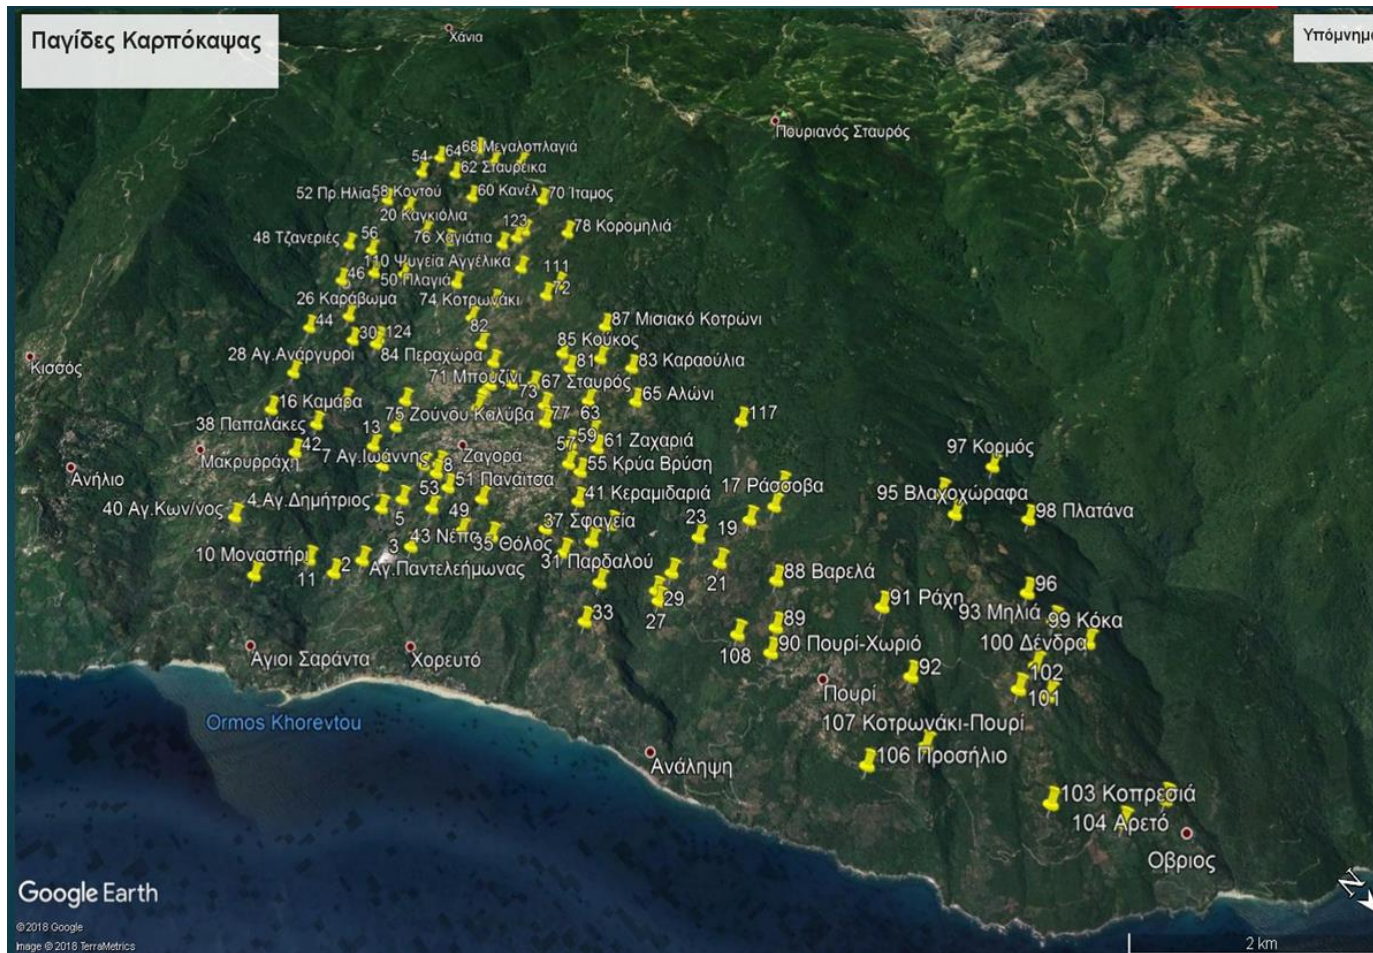 Παγίδες Καρπόκαψας
Υπόμνημα
Χάνια
Πουριανός Σταυρός
64
68 Μεγαλοπλαγιά
54
62 Σταυρέικα
52 Πρ.Ηλίας
58 Κοντού
60 Κανέλ
70 Ίταμος
20 Καγκιόλια
123
78 Κορομηλιά
48 Τζανεριές
56
76 Χαγιάτια
110 Ψυγεία Αγγέλικα
46
50 Πλαγιά
111
72
26 Καράβωμα
74 Κοτρωνάκι
44
30
124
82
87 Μισιακό Κοτρώνι
28 Αγ.Ανάργυροι
84 Περαχώρα
85 Κούκος
81
83 Καραούλια
Κισσός
71 Μπουζίνι
73
67 Σταυρός
65 Αλώνι
16 Καμάρα
75 Ζούνου Καλύβα
77
63
117
38 Παπαλάκες
13
42
59
61 Ζαχαριά
Μακρυρράχη
7 Αγ.Ιωάννης
Ζαγορά
57
97 Κορμός
Ανήλιο
8
55 Κρύα Βρύση
51 Παναϊτσα
17 Ράσσοβα
95 Βλαχοχώραφα
40 Αγ.Κων/νος
4 Αγ.Δημήτριος
53
41 Κεραμιδαριά
5
49
37 Σφαγεία
23
19
98 Πλατάνα
3
43 Νέπα
35 Θόλος
10 Μοναστήρι
11
2
Αγ.Παντελεήμωνας
31 Παρδαλού
21
88 Βαρελά
96
29
91 Ράχη
93 Μηλιά
99 Κόκα
33
27
89
108
90 Πουρί-Χωριό
100 Δένδρα
Άγιοι Σαράντα
Χορευτό
92
102
101
Πουρί
Ormos Khorevtou
107 Κοτρωνάκι-Πουρί
106 Προσήλιο
Ανάληψη
103 Κοπρεσιά
104 Αρετό
Οβριος
Google Earth
N
© 2018 Google
Image © 2018 TerraMetrics
2 km